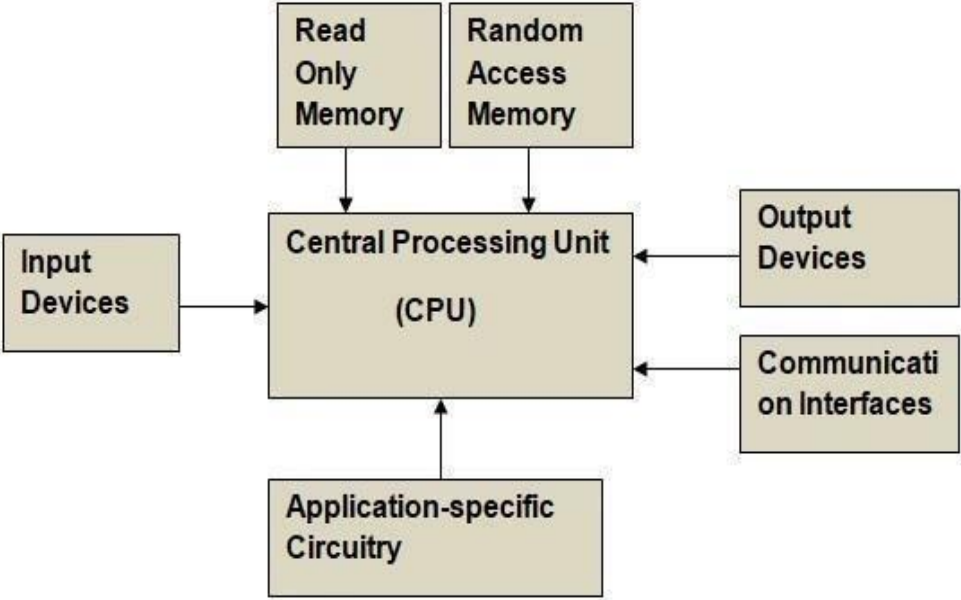 Read
Only
Memory
Random
Access
Memory
Central Processing Unit
(CPU)
Input
Devices
Output
Devices
Communicati
on Interfaces
Application-specific
Circuitry